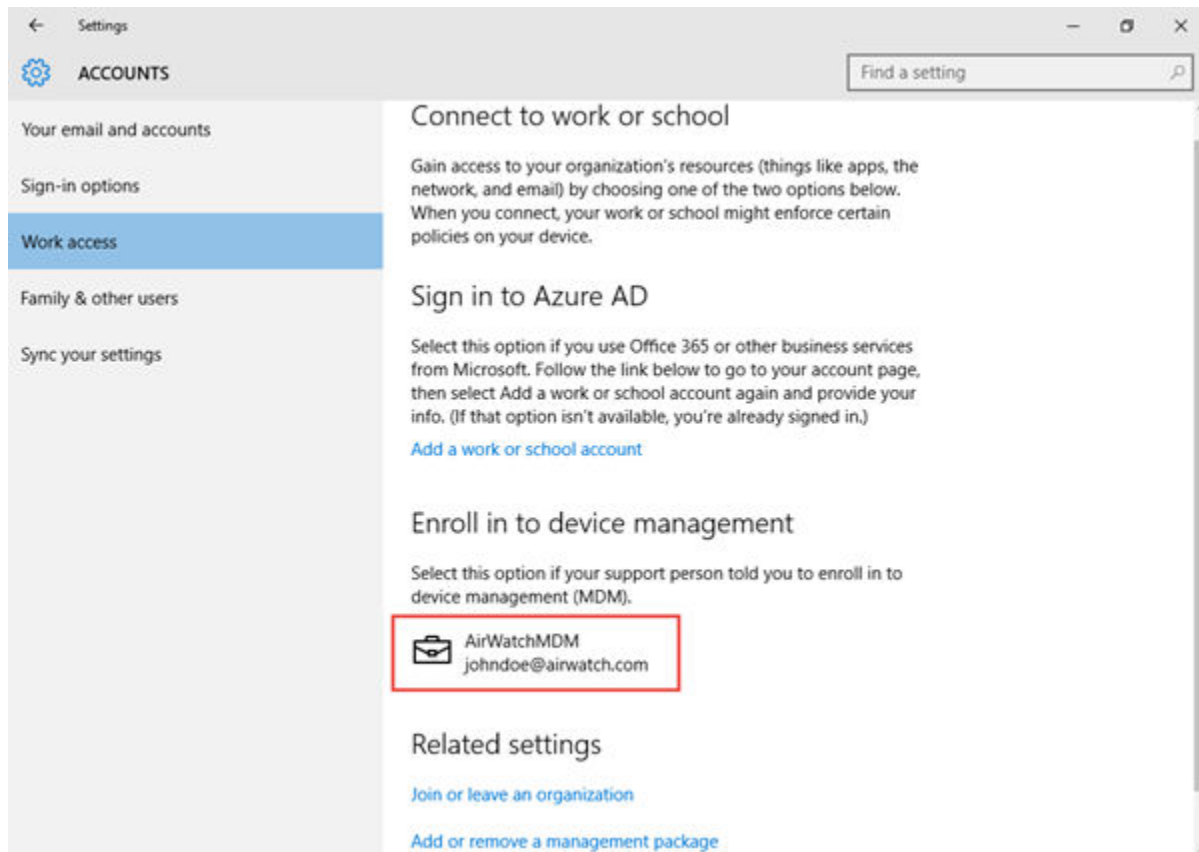 Settings
ACCOUNTS
Find a setting
Your email and accounts
Sign-in options
Work access
Family & other users
Sync your settings
Connect to work or school
Gain access to your organization's resources (things like apps, the
network, and email) by choosing one of the two options below.
When you connect, your work or school might enforce certain
policies on your device.
Sign in to Azure AD
Select this option if you use Office 365 or other business services
from Microsoft. Follow the link below to go to your account page,
then select Add a work or school account again and provide your
info. (If that option isn't available, you're already signed in.)
Add a work or school account
Enroll in to device management
Select this option if your support person told you to enroll in to
device management (MDM).
AirWatchMDM
johndoe@airwatch.com
Related settings
Join or leave an organization
Add or remove a management package